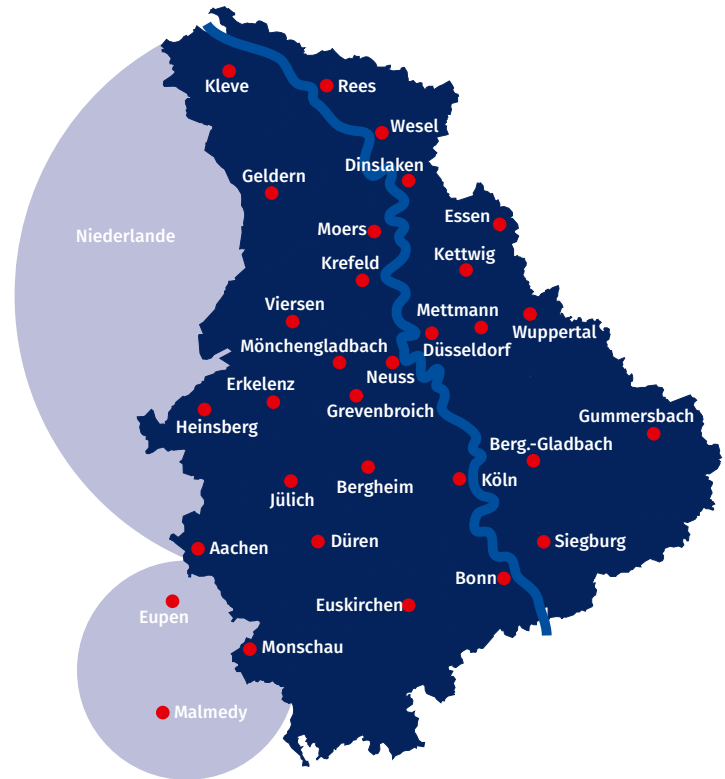 Kleve
Rees
Wesel
Dinslaken
Geldern
Essen
Niederlande
Moers
Kettwig
Krefeld
Viersen
Mettmann
Wuppertal
Düsseldorf
Mönchengladbach
Neuss
Erkelenz
Grevenbroich
Heinsberg
Gummersbach
Berg.-Gladbach
Köln
Bergheim
Jülich
Aachen
Düren
Siegburg
Bonn
Euskirchen
Eupen
Monschau
Malmedy